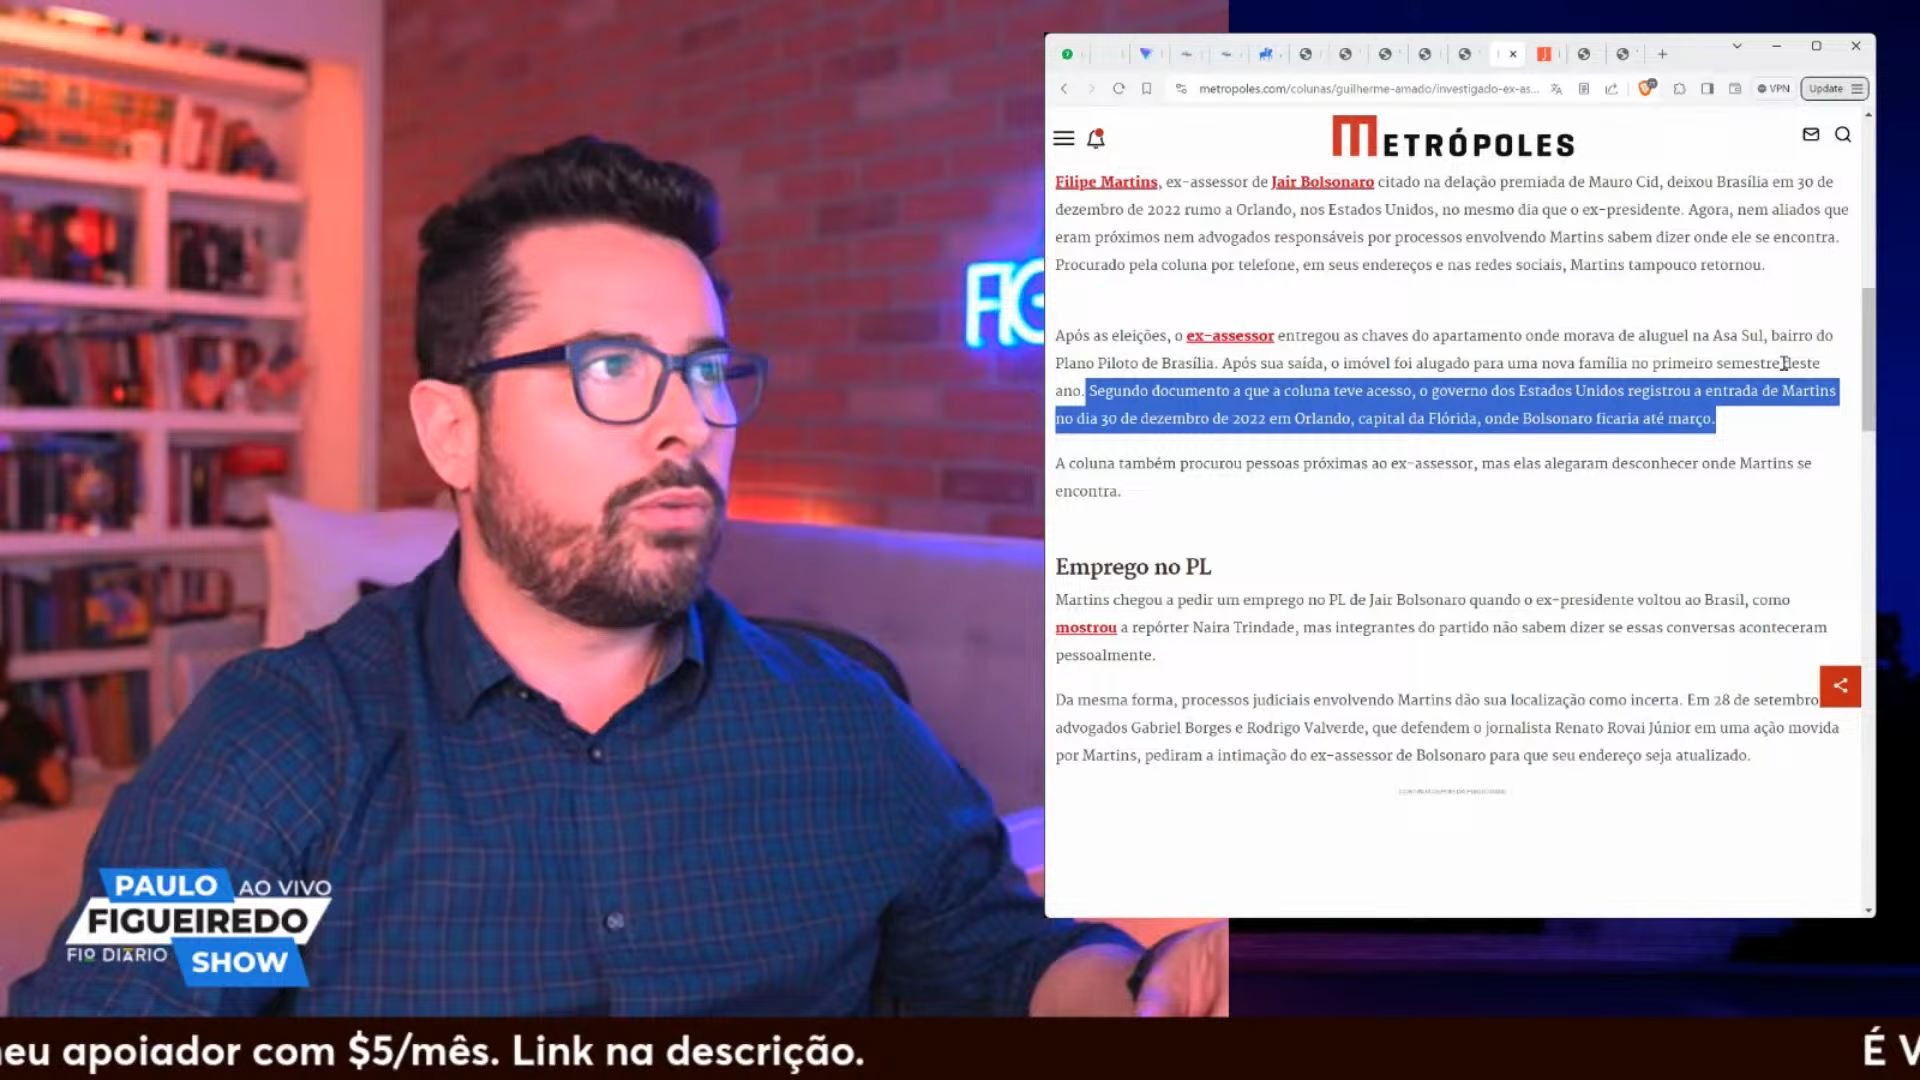 metropoles.com/colunas/guilherme-amado/investigado-ex-as...
VPN
Update
METRÓPOLES
Filipe Martins, ex-assessor de Jair Bolsonaro citado na delação premiada de Mauro Cid, deixou Brasília em 30 de
dezembro de 2022 rumo a Orlando, nos Estados Unidos, no mesmo dia que o ex-presidente. Agora, nem aliados que
eram próximos nem advogados responsáveis por processos envolvendo Martins sabem dizer onde ele se encontra.
Procurado pela coluna por telefone, em seus endereços e nas redes sociais, Martins tampouco retornou.
Após as eleições, o ex-assessor entregou as chaves do apartamento onde morava de aluguel na Asa Sul, bairro do
Plano Piloto de Brasília. Após sua saída, o imóvel foi alugado para uma nova família no primeiro semestre deste
ano. Segundo documento a que a coluna teve acesso, o governo dos Estados Unidos registrou a entrada de Martins
no dia 30 de dezembro de 2022 em Orlando, capital da Flórida, onde Bolsonaro ficaria até março.
A coluna também procurou pessoas próximas ao ex-assessor, mas elas alegaram desconhecer onde Martins se
encontra.
Emprego no PL
Martins chegou a pedir um emprego no PL de Jair Bolsonaro quando o ex-presidente voltou ao Brasil, como
mostrou a repórter Naira Trindade, mas integrantes do partido não sabem dizer se essas conversas aconteceram
pessoalmente.
Da mesma forma, processos judiciais envolvendo Martins dão sua localização como incerta. Em 28 de setembro
advogados Gabriel Borges e Rodrigo Valverde, que defendem o jornalista Renato Rovai Júnior em uma ação movida
por Martins, pediram a intimação do ex-assessor de Bolsonaro para que seu endereço seja atualizado.
FIG
PAULO AO VIVO
FIGUEIREDO
FIO DIÁRIO SHOW
eu apoiador com $5/mês. Link na descrição.
É V